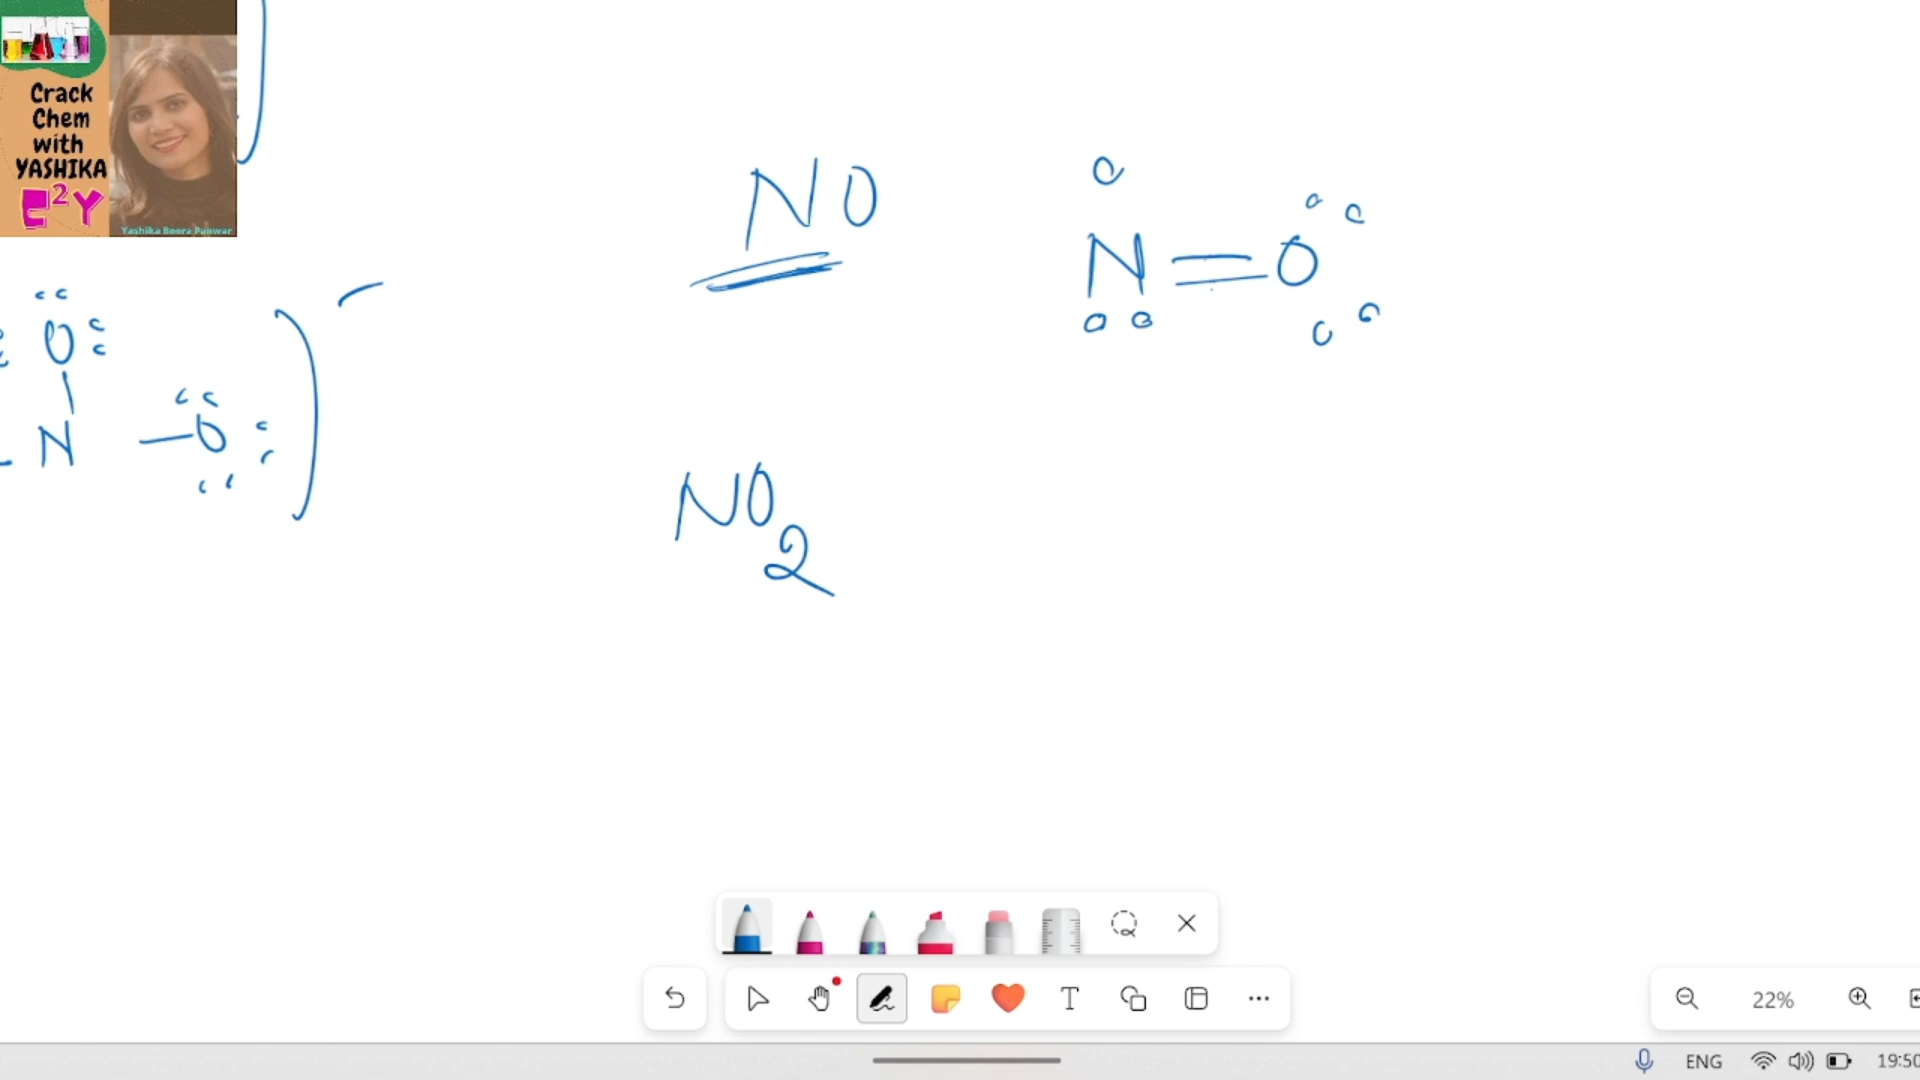 Crack
Chem
with
YASHIKA
E²Y
Yashika Boora Panwar
NO
N=O
O
N -O
NO2
T
22%
ENG
19:50